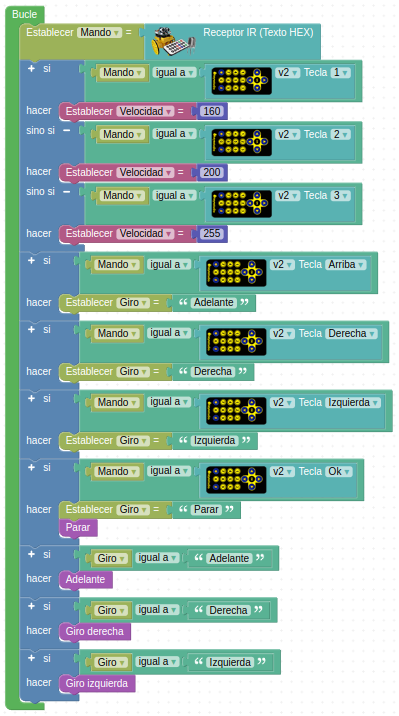 Bucle
Establecer Mando ▾ = Receptor IR (Texto HEX)
+ si Mando ▾ igual a ▾ v2 ▾ Tecla 1 ▾
hacer Establecer Velocidad ▾ = 160
sino si − Mando ▾ igual a ▾ v2 ▾ Tecla 2 ▾
hacer Establecer Velocidad ▾ = 200
sino si − Mando ▾ igual a ▾ v2 ▾ Tecla 3 ▾
hacer Establecer Velocidad ▾ = 255
+ si Mando ▾ igual a ▾ v2 ▾ Tecla Arriba ▾
hacer Establecer Giro ▾ = “ Adelante ”
+ si Mando ▾ igual a ▾ v2 ▾ Tecla Derecha ▾
hacer Establecer Giro ▾ = “ Derecha ”
+ si Mando ▾ igual a ▾ v2 ▾ Tecla Izquierda ▾
hacer Establecer Giro ▾ = “ Izquierda ”
+ si Mando ▾ igual a ▾ v2 ▾ Tecla Ok ▾
hacer Establecer Giro ▾ = “ Parar ”
Parar
+ si Giro ▾ igual a ▾ “ Adelante ”
hacer Adelante
+ si Giro ▾ igual a ▾ “ Derecha ”
hacer Giro derecha
+ si Giro ▾ igual a ▾ “ Izquierda ”
hacer Giro izquierda